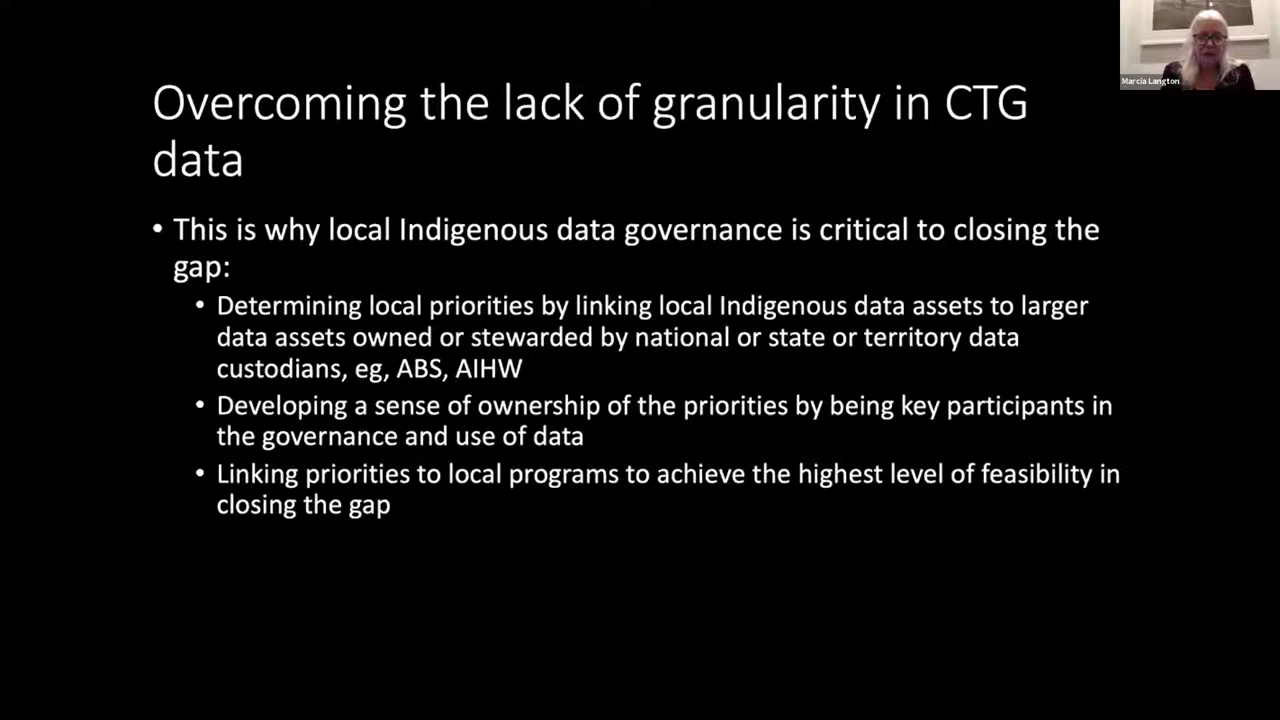 Marcia Langton
Overcoming the lack of granularity in CTG
data
• This is why local Indigenous data governance is critical to closing the
gap:
• Determining local priorities by linking local Indigenous data assets to larger
data assets owned or stewarded by national or state or territory data
custodians, eg, ABS, AIHW
• Developing a sense of ownership of the priorities by being key participants in
the governance and use of data
• Linking priorities to local programs to achieve the highest level of feasibility in
closing the gap